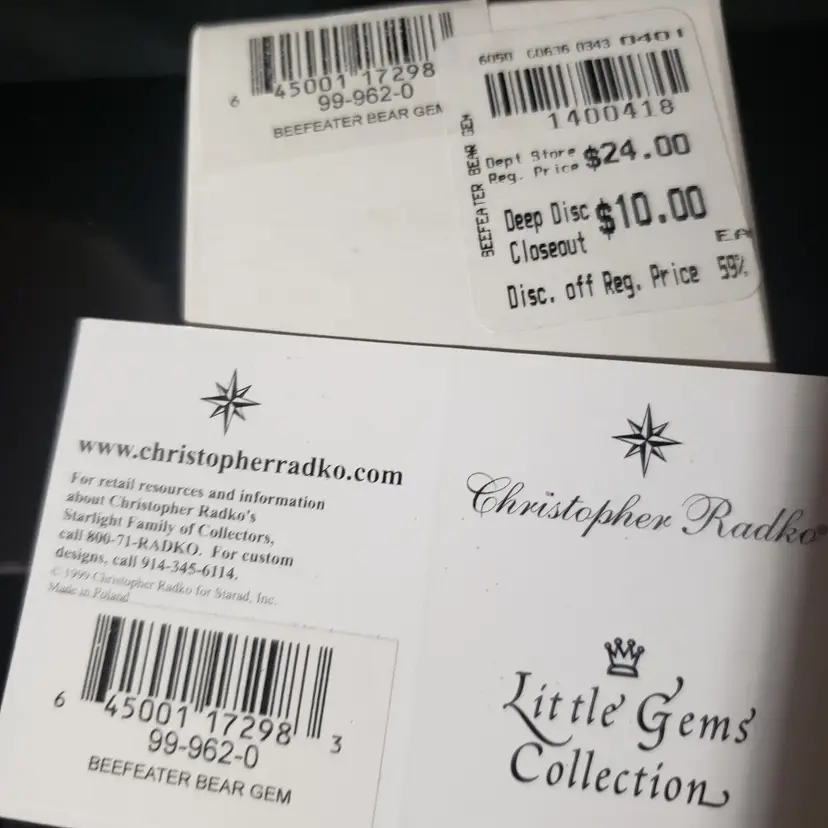 6 45001 17298
99-962-0
BEEFEATER BEAR GEM
6050 C0636 0343 0401
1400418
BEEFEATER BEAR GEM
Dept Store
Reg. Price $24.00
Deep Disc
Closeout $10.00
EA
Disc. off Reg. Price 59%
www.christopherradko.com
For retail resources and information
about Christopher Radko's
Starlight Family of Collectors,
call 800-71-RADKO. For custom
designs, call 914-345-6114.
© 1999 Christopher Radko for Starad, Inc.
Made in Poland
6 45001 17298 3
99-962-0
BEEFEATER BEAR GEM
Christopher Radko®
Little Gems
Collection